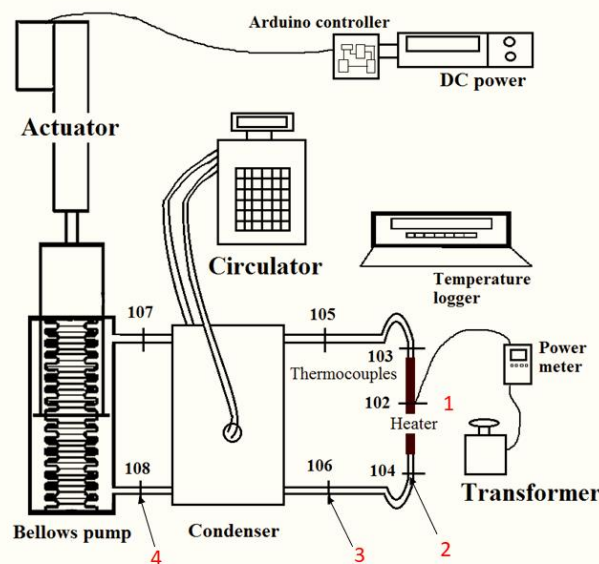 Arduino controller
DC power
Actuator
Circulator
Temperature
logger
107
105
103
Thermocouples
Power
meter
102
1
Heater
108
106
104
Transformer
Bellows pump
Condenser
4
3
2